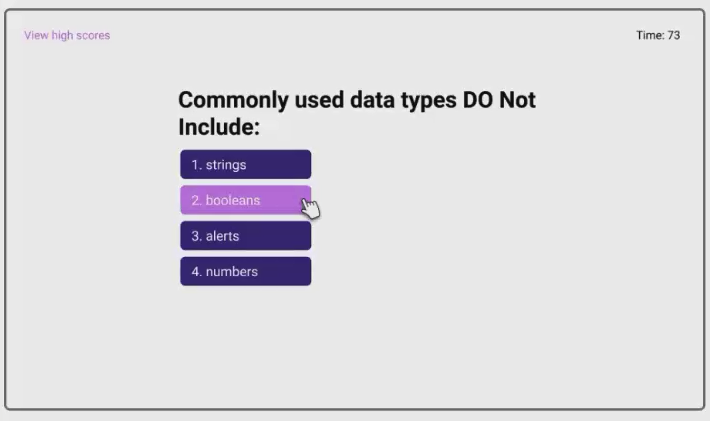 View high scores
Time: 73
Commonly used data types DO Not
Include:
1. strings
2. booleans
3. alerts
4. numbers